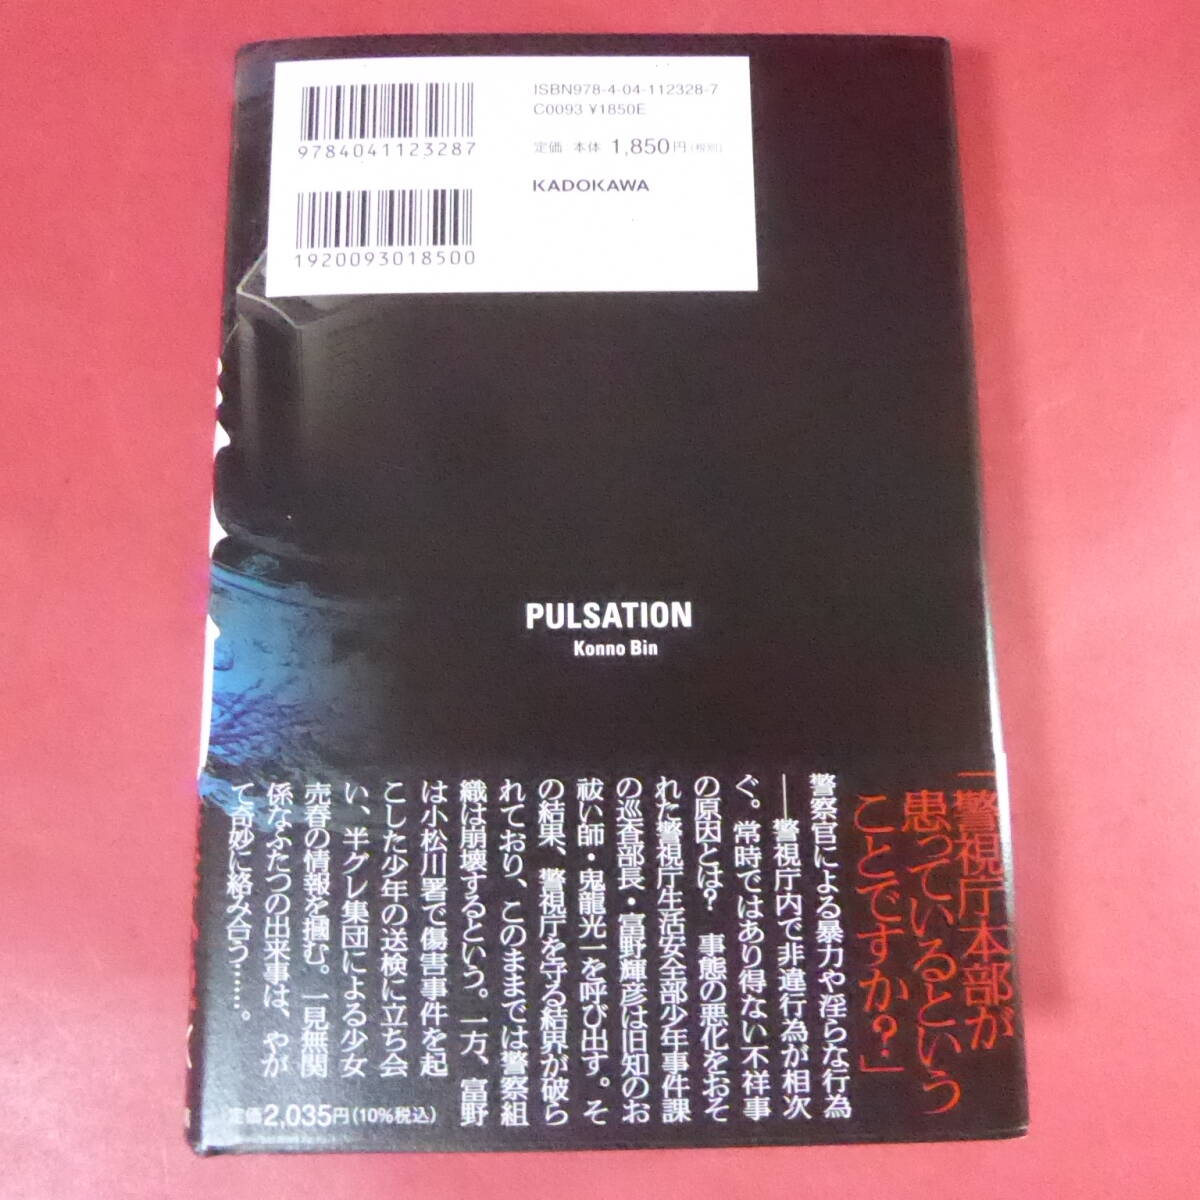 ISBN978-4-04-112328-7
C0093 ¥1850E
定価 本体 1,850円(税別)
KADOKAWA
9784041123287
1920093018500
PULSATION
Konno Bin
「警視庁本部が
患っているという
ことですか？」
警察官による暴力や淫らな行為
──警視庁内で非違行為が相次
ぐ。常時ではあり得ない不祥事
の原因とは？ 事態の悪化をおそ
れた警視庁生活安全部少年事件課
の巡査部長・富野輝彦は旧知のお
祓い師・鬼龍光一を呼び出す。そ
の結果、警視庁を守る結界が破ら
れており、このままでは警察組
織は崩壊するという。一方、富野
は小松川署で傷害事件を起
こした少年の送検に立ち会
い、半グレ集団による少女
売春の情報を摑む。一見無関
係なふたつの出来事は、やが
て奇妙に絡み合う……。
定価2,035円(10%税込)